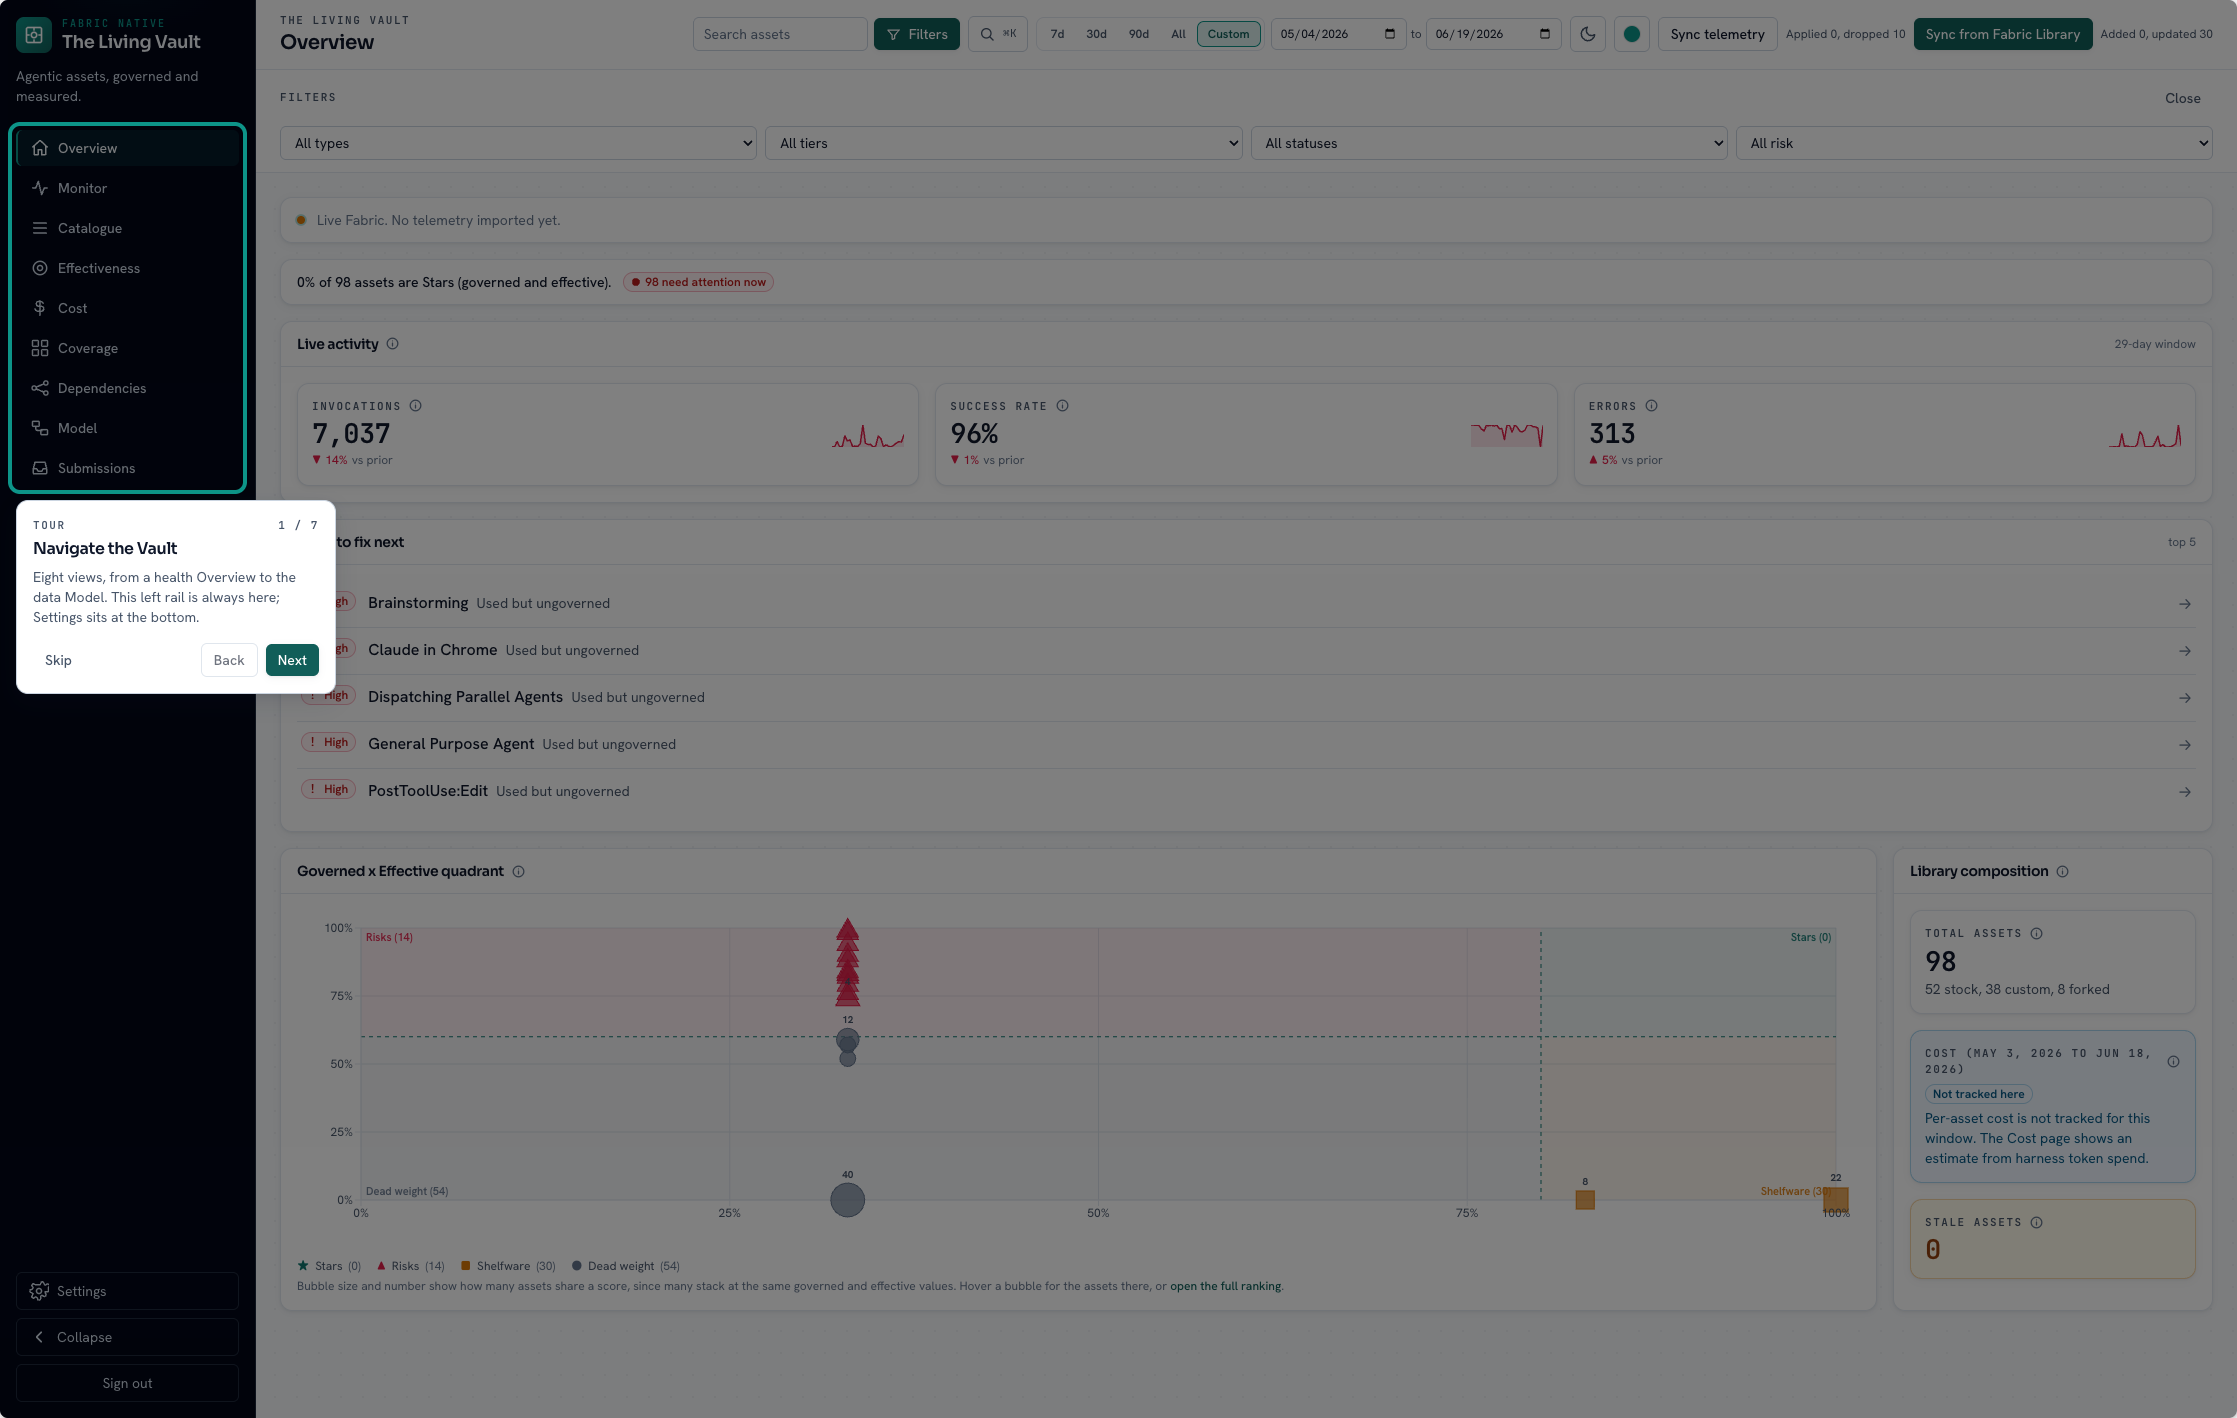 FABRIC NATIVE
The Living Vault
Agentic assets, governed and
measured.
Overview
Monitor
Catalogue
Effectiveness
Cost
Coverage
Dependencies
Model
Submissions
TOUR 1 / 7
Navigate the Vault
Eight views, from a health Overview to the
data Model. This left rail is always here;
Settings sits at the bottom.
Skip Back Next
Settings
Collapse
Sign out
THE LIVING VAULT
Overview
Search assets Filters ⌘K 7d 30d 90d All Custom 05/04/2026 to 06/19/2026 Sync telemetry Applied 0, dropped 10 Sync from Fabric Library Added 0, updated 30
FILTERS Close
All types All tiers All statuses All risk
Live Fabric. No telemetry imported yet.
0% of 98 assets are Stars (governed and effective). 98 need attention now
Live activity 29-day window
INVOCATIONS
7,037
▼ 14% vs prior
SUCCESS RATE
96%
▼ 1% vs prior
ERRORS
313
▲ 5% vs prior
to fix next top 5
gh Brainstorming Used but ungoverned
gh Claude in Chrome Used but ungoverned
! High Dispatching Parallel Agents Used but ungoverned
! High General Purpose Agent Used but ungoverned
! High PostToolUse:Edit Used but ungoverned
Governed x Effective quadrant
100%
75%
50%
25%
0%
Risks (14) Stars (0)
12
40
8
22
Dead weight (54) Shelfware (30)
0% 25% 50% 75% 100%
Stars (0) Risks (14) Shelfware (30) Dead weight (54)
Bubble size and number show how many assets share a score, since many stack at the same governed and effective values. Hover a bubble for the assets there, or open the full ranking.
Library composition
TOTAL ASSETS
98
52 stock, 38 custom, 8 forked
COST (MAY 3, 2026 TO JUN 18,
2026)
Not tracked here
Per-asset cost is not tracked for this
window. The Cost page shows an
estimate from harness token spend.
STALE ASSETS
0